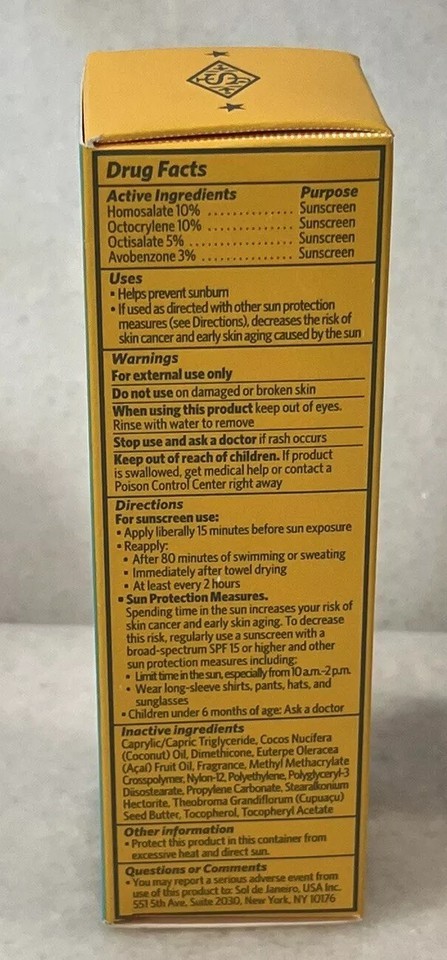 Drug Facts
Active Ingredients Purpose
Homosalate 10% .............. Sunscreen
Octocrylene 10% .............. Sunscreen
Octisalate 5% ................. Sunscreen
Avobenzone 3% ............... Sunscreen
Uses
▪ Helps prevent sunburn
▪ If used as directed with other sun protection
measures (see Directions), decreases the risk of
skin cancer and early skin aging caused by the sun
Warnings
For external use only
Do not use on damaged or broken skin
When using this product keep out of eyes.
Rinse with water to remove
Stop use and ask a doctor if rash occurs
Keep out of reach of children. If product
is swallowed, get medical help or contact a
Poison Control Center right away
Directions
For sunscreen use:
▪ Apply liberally 15 minutes before sun exposure
▪ Reapply:
▪ After 80 minutes of swimming or sweating
▪ Immediately after towel drying
▪ At least every 2 hours
▪ Sun Protection Measures.
Spending time in the sun increases your risk of
skin cancer and early skin aging. To decrease
this risk, regularly use a sunscreen with a
broad-spectrum SPF 15 or higher and other
sun protection measures including:
▪ Limit time in the sun, especially from 10 a.m.-2 p.m.
▪ Wear long-sleeve shirts, pants, hats, and
sunglasses
▪ Children under 6 months of age: Ask a doctor
Inactive ingredients
Caprylic/Capric Triglyceride, Cocos Nucifera
(Coconut) Oil, Dimethicone, Euterpe Oleracea
(Açaí) Fruit Oil, Fragrance, Methyl Methacrylate
Crosspolymer, Nylon-12, Polyethylene, Polyglyceryl-3
Diisostearate, Propylene Carbonate, Stearalkonium
Hectorite, Theobroma Grandiflorum (Cupuaçu)
Seed Butter, Tocopherol, Tocopheryl Acetate
Other information
▪ Protect this product in this container from
excessive heat and direct sun.
Questions or Comments
▪ You may report a serious adverse event from
use of this product to: Sol de Janeiro, USA Inc.
551 5th Ave, Suite 2030, New York, NY 10176